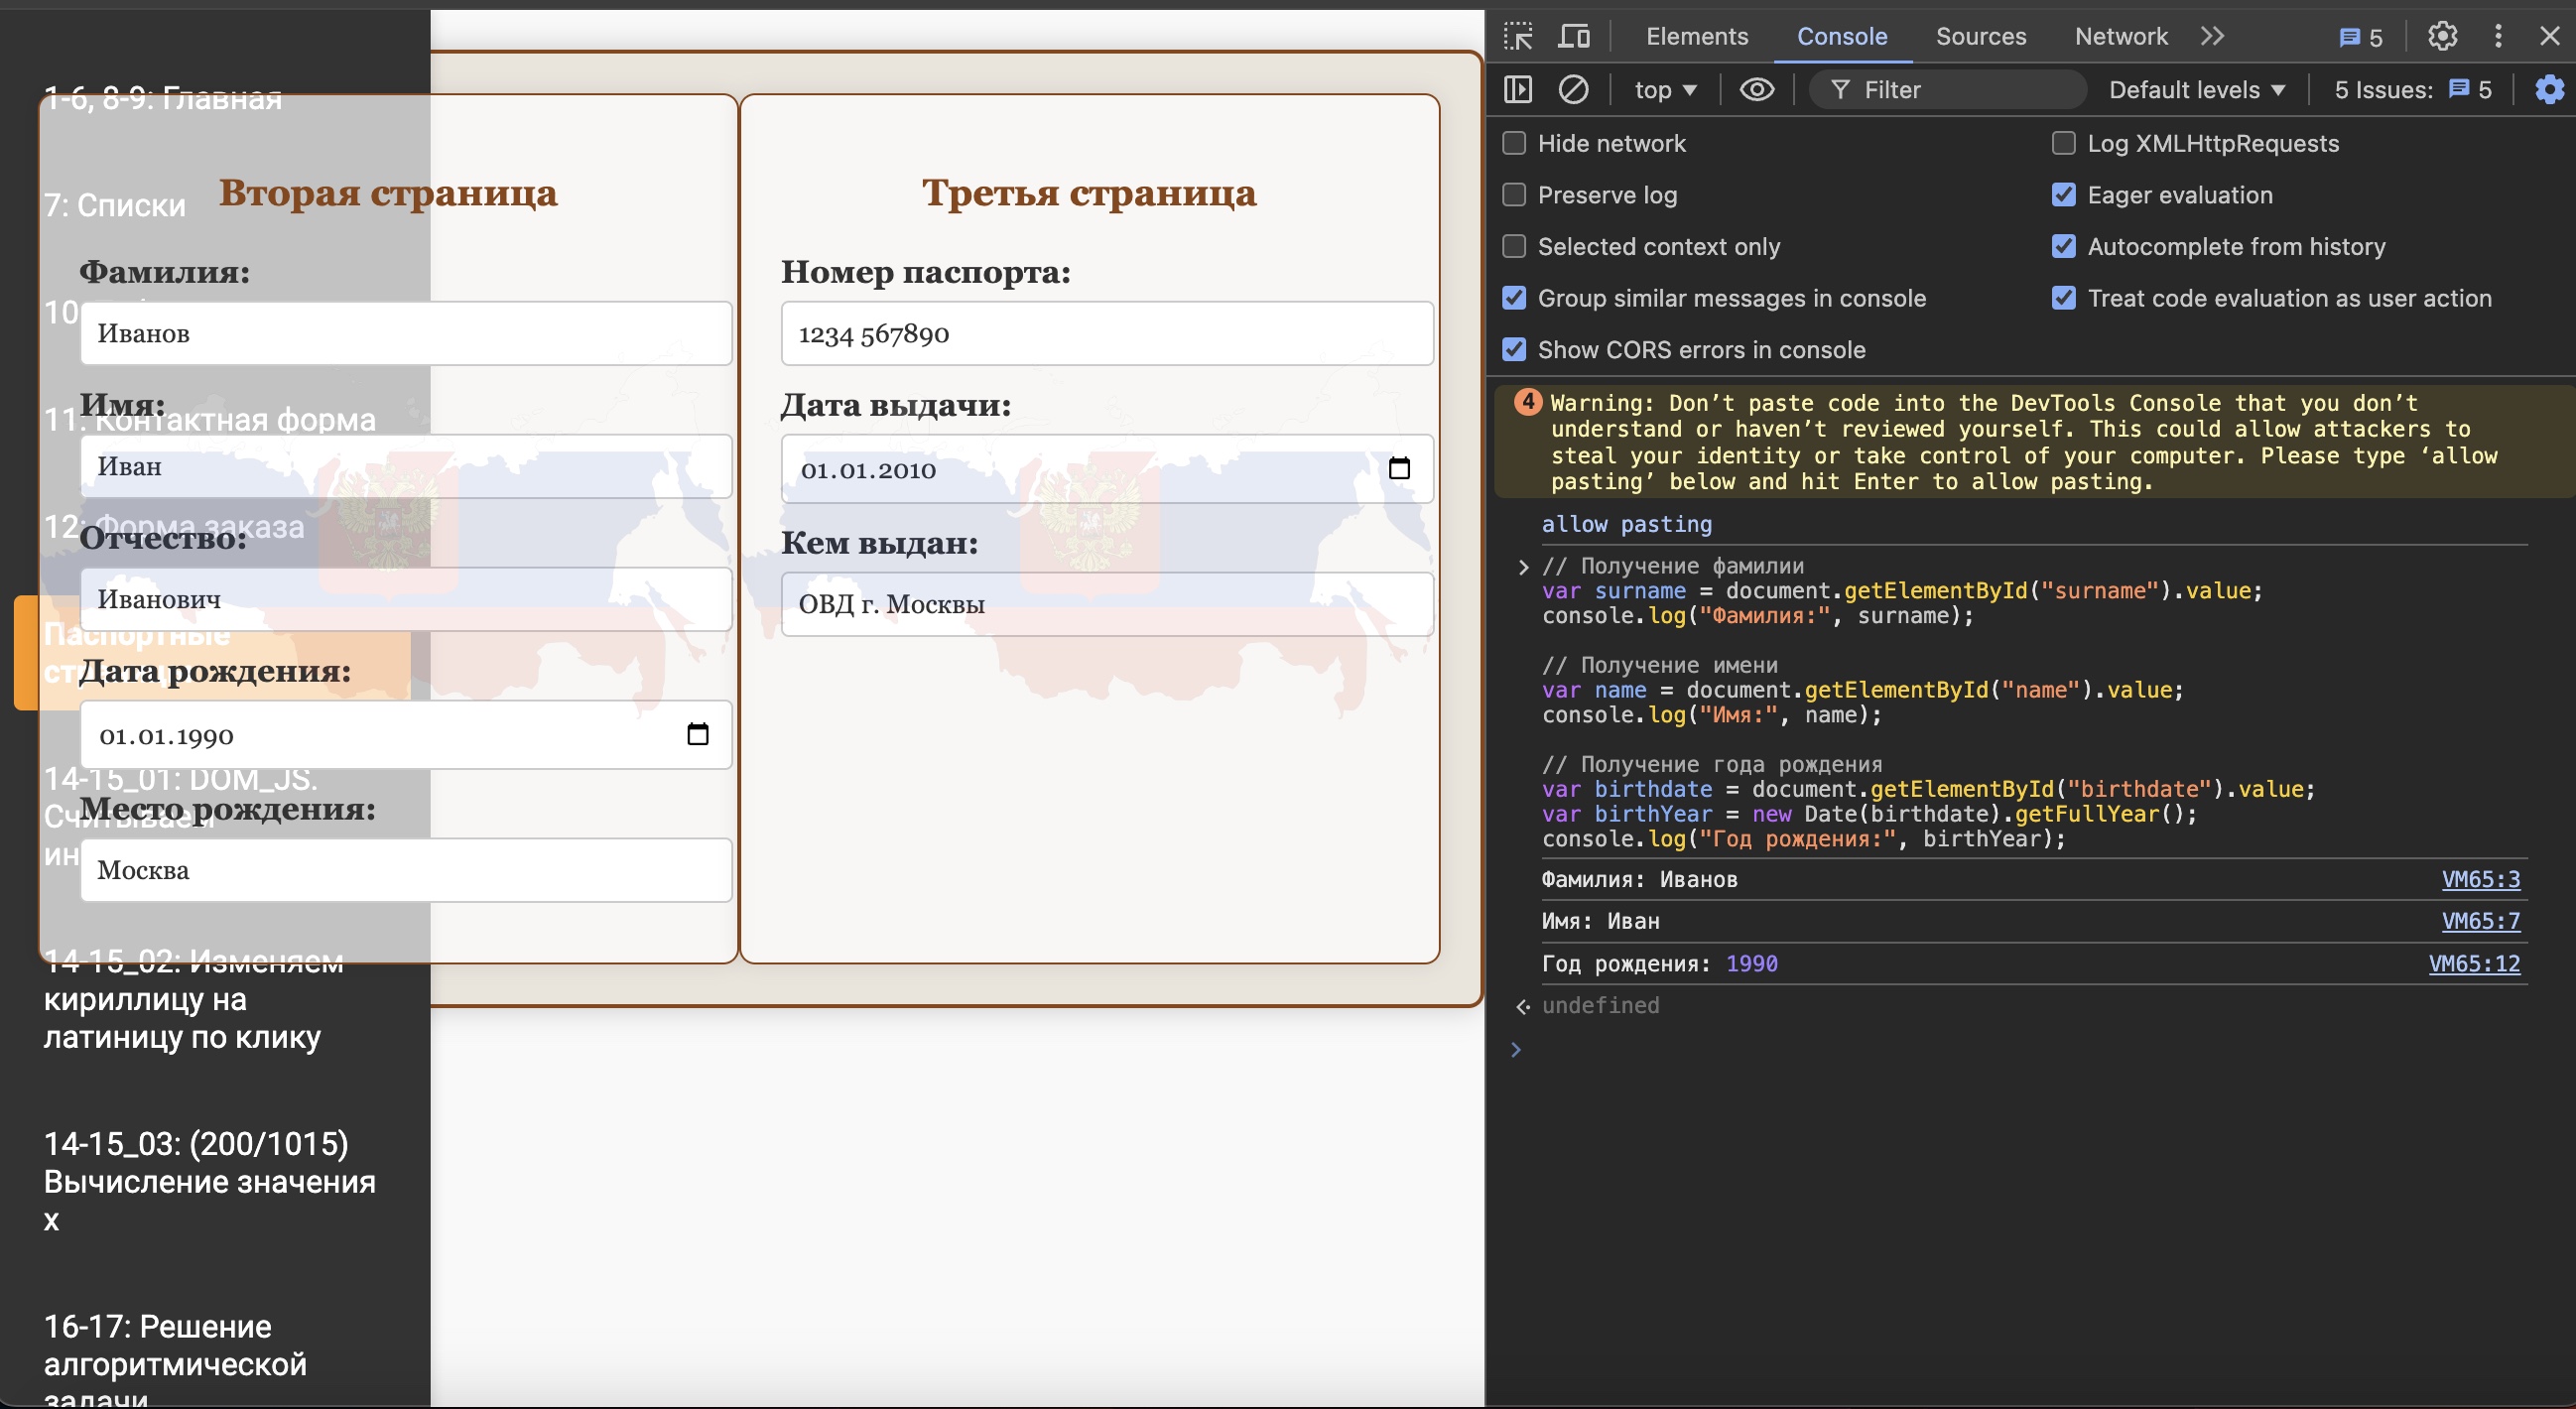 1-6, 8-9: Главная
7: Списки
10:
11: Контактная форма
12: Форма заказа
Паспортные
14-15_01: DOM_JS.
Считываем
14-15_02: Изменяем
кириллицу на
латиницу по клику
14-15_03: (200/1015)
Вычисление значения
x
16-17: Решение
алгоритмической
задачи
Вторая страница
Фамилия:
Иванов
Имя:
Иван
Отчество:
Иванович
Дата рождения:
01.01.1990
Место рождения:
Москва
Третья страница
Номер паспорта:
1234 567890
Дата выдачи:
01.01.2010
Кем выдан:
ОВД г. Москвы
Elements Console Sources Network 5
top Filter Default levels 5 Issues: 5
Hide network Log XMLHttpRequests
Preserve log Eager evaluation
Selected context only Autocomplete from history
Group similar messages in console Treat code evaluation as user action
Show CORS errors in console
4 Warning: Don’t paste code into the DevTools Console that you don’t
understand or haven’t reviewed yourself. This could allow attackers to
steal your identity or take control of your computer. Please type ‘allow
pasting’ below and hit Enter to allow pasting.
allow pasting
// Получение фамилии
var surname = document.getElementById("surname").value;
console.log("Фамилия:", surname);
// Получение имени
var name = document.getElementById("name").value;
console.log("Имя:", name);
// Получение года рождения
var birthdate = document.getElementById("birthdate").value;
var birthYear = new Date(birthdate).getFullYear();
console.log("Год рождения:", birthYear);
Фамилия: Иванов VM65:3
Имя: Иван VM65:7
Год рождения: 1990 VM65:12
undefined